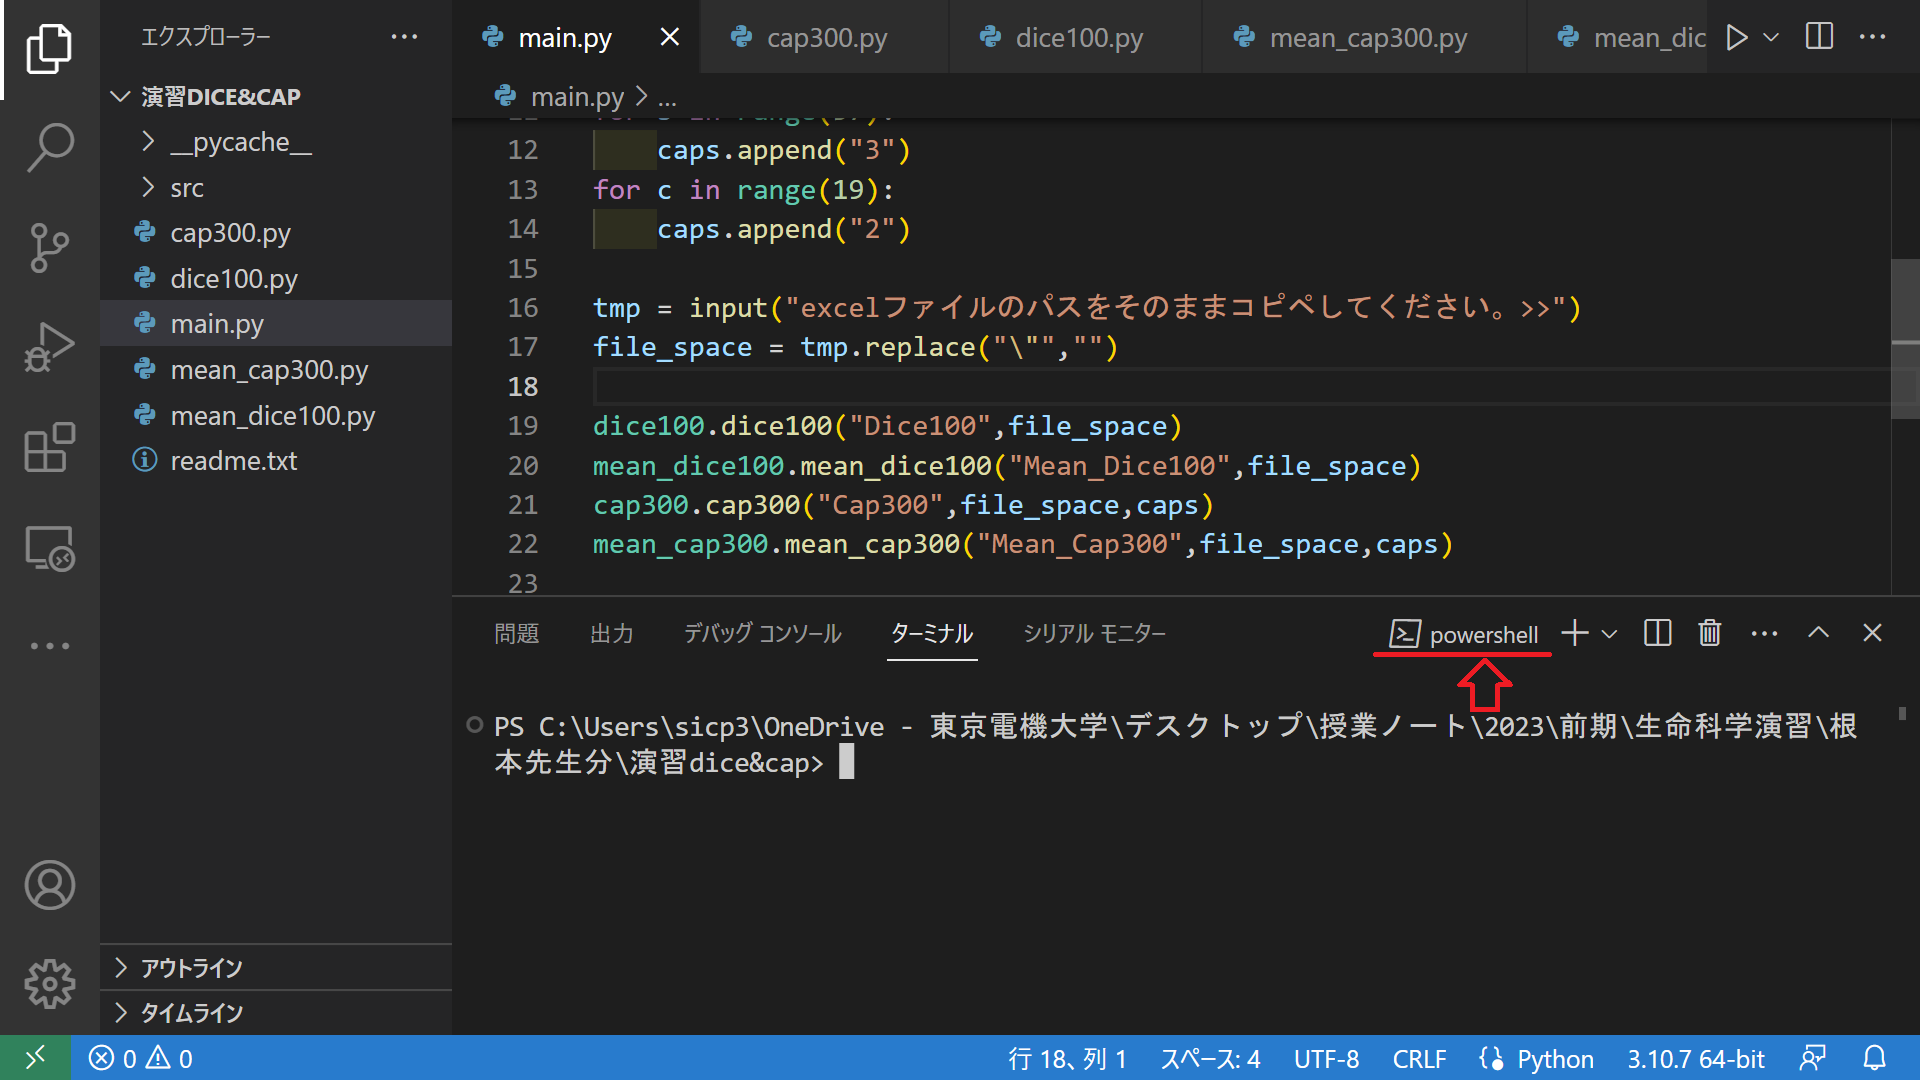 エクスプローラー
演習DICE&CAP
__pycache__
src
cap300.py
dice100.py
main.py
mean_cap300.py
mean_dice100.py
readme.txt
アウトライン
タイムライン
main.py
cap300.py
dice100.py
mean_cap300.py
mean_dic
main.py > ...
12 caps.append("3")
13 for c in range(19):
14 caps.append("2")
15
16 tmp = input("excelファイルのパスをそのままコピペしてください。>>")
17 file_space = tmp.replace("\"","")
18
19 dice100.dice100("Dice100",file_space)
20 mean_dice100.mean_dice100("Mean_Dice100",file_space)
21 cap300.cap300("Cap300",file_space,caps)
22 mean_cap300.mean_cap300("Mean_Cap300",file_space,caps)
23
問題 出力 デバッグ コンソール ターミナル シリアル モニター powershell
PS C:\Users\sicp3\OneDrive - 東京電機大学\デスクトップ\授業ノート\2023\前期\生命科学演習\根
本先生分\演習dice&cap>
0 0 行 18、列 1 スペース: 4 UTF-8 CRLF Python 3.10.7 64-bit